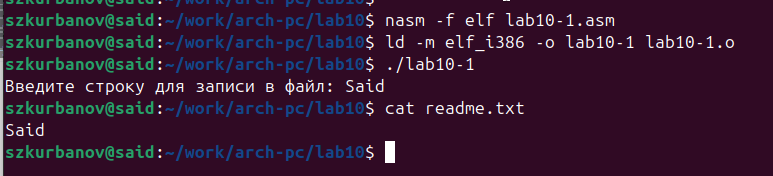 szkurbanov@said:~/work/arch-pc/lab10$ nasm -f elf lab10-1.asm
szkurbanov@said:~/work/arch-pc/lab10$ ld -m elf_i386 -o lab10-1 lab10-1.o
szkurbanov@said:~/work/arch-pc/lab10$ ./lab10-1
Введите строку для записи в файл: Said
szkurbanov@said:~/work/arch-pc/lab10$ cat readme.txt
Said
szkurbanov@said:~/work/arch-pc/lab10$